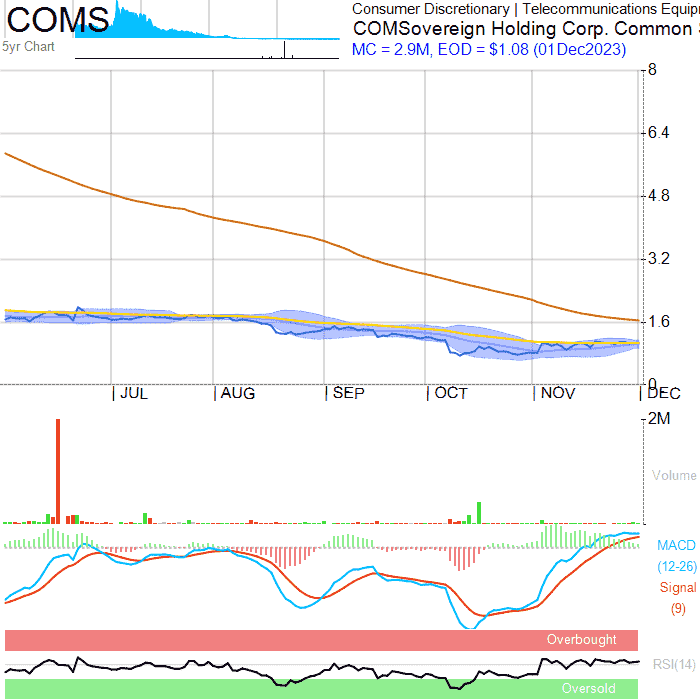 COMS
5yr Chart
Consumer Discretionary | Telecommunications Equip
COMSovereign Holding Corp. Common
MC = 2.9M, EOD = $1.08 (01Dec2023)
8
6.4
4.8
3.2
1.6
0
JUL
AUG
SEP
OCT
NOV
DEC
2M
Volume
MACD
(12-26)
Signal
(9)
Overbought
RSI(14)
Oversold